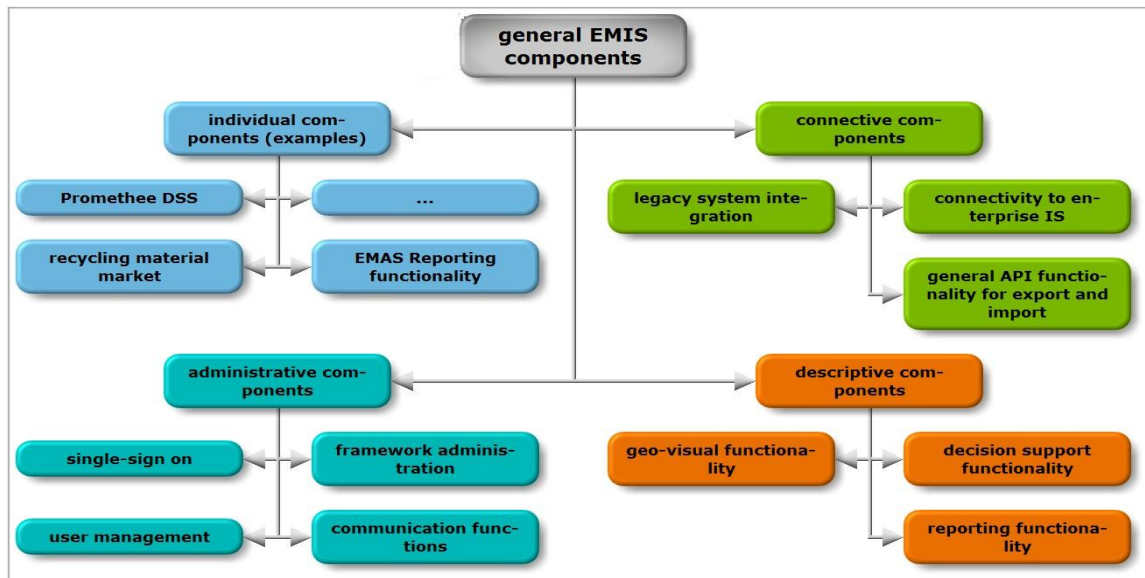 general EMIS
components
individual com-
ponents (examples)
connective com-
ponents
Promethee DSS
...
legacy system inte-
gration
connectivity to en-
terprise IS
recycling material
market
EMAS Reporting
functionality
general API functio-
nality for export and
import
administrative com-
ponents
descriptive com-
ponents
single-sign on
framework adminis-
tration
geo-visual functiona-
lity
decision support
functionality
user management
communication func-
tions
reporting functiona-
lity